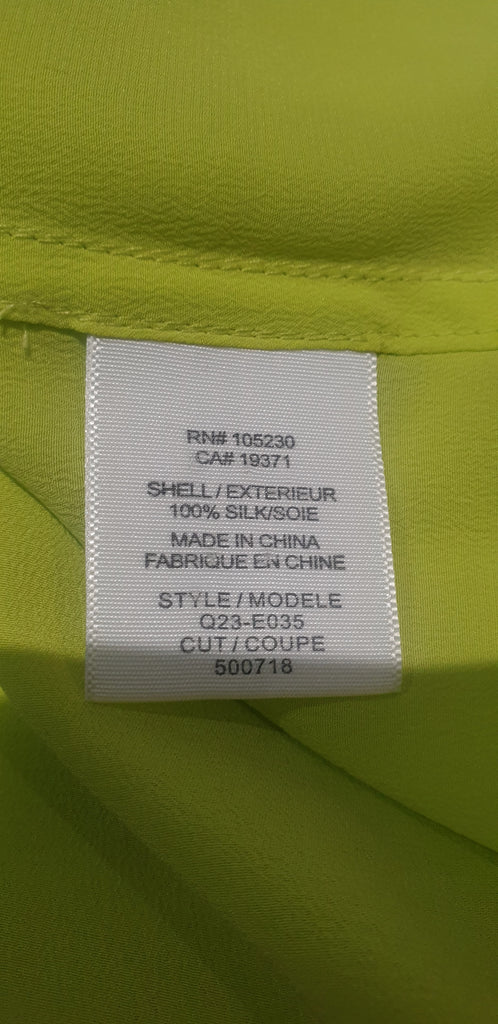 RN# 105230
CA# 19371
SHELL / EXTERIEUR
100% SILK/SOIE
MADE IN CHINA
FABRIQUE EN CHINE
STYLE / MODELE
Q23-E035
CUT / COUPE
500718